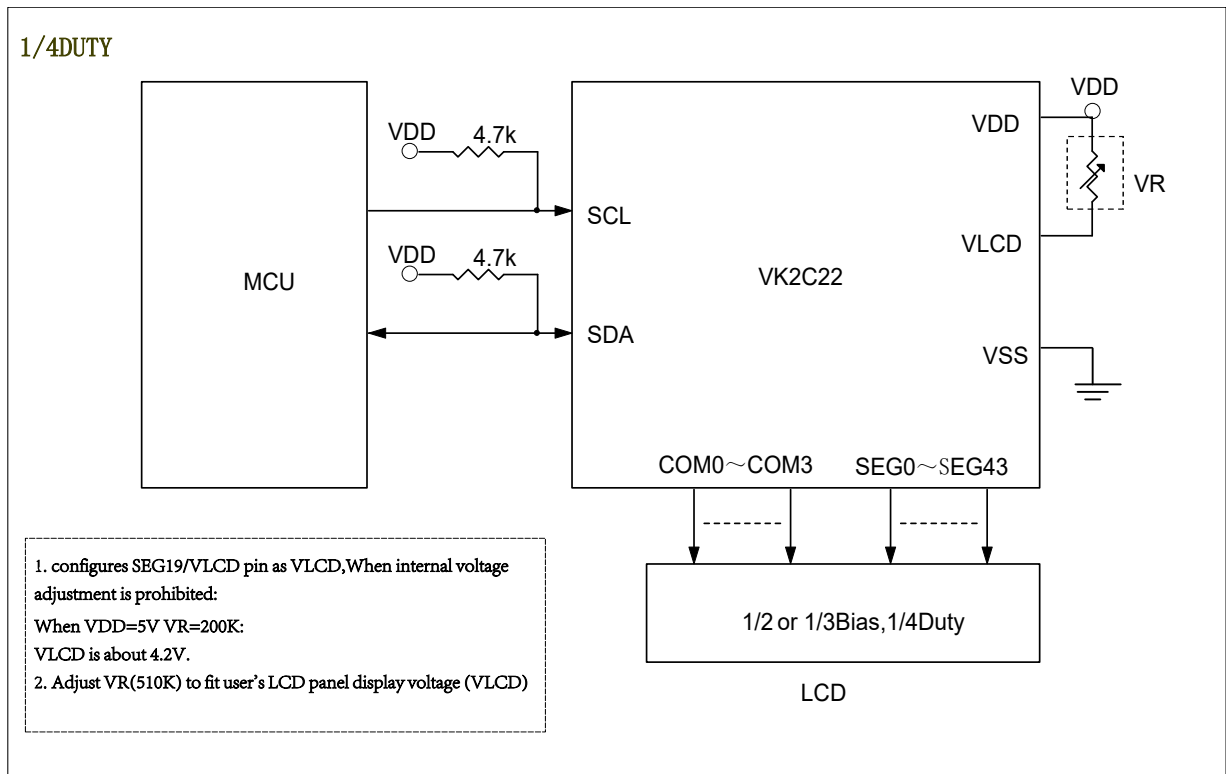 1/4DUTY
MCU
VDD
4.7k
VDD
4.7k
SCL
SDA
VK2C22
VDD
VLCD
VSS
VDD
VR
COM0～COM3
SEG0～SEG43
1/2 or 1/3Bias,1/4Duty
LCD
1. configures SEG19/VLCD pin as VLCD,When internal voltage
adjustment is prohibited:
When VDD=5V VR=200K:
VLCD is about 4.2V.
2. Adjust VR(510K) to fit user's LCD panel display voltage (VLCD)